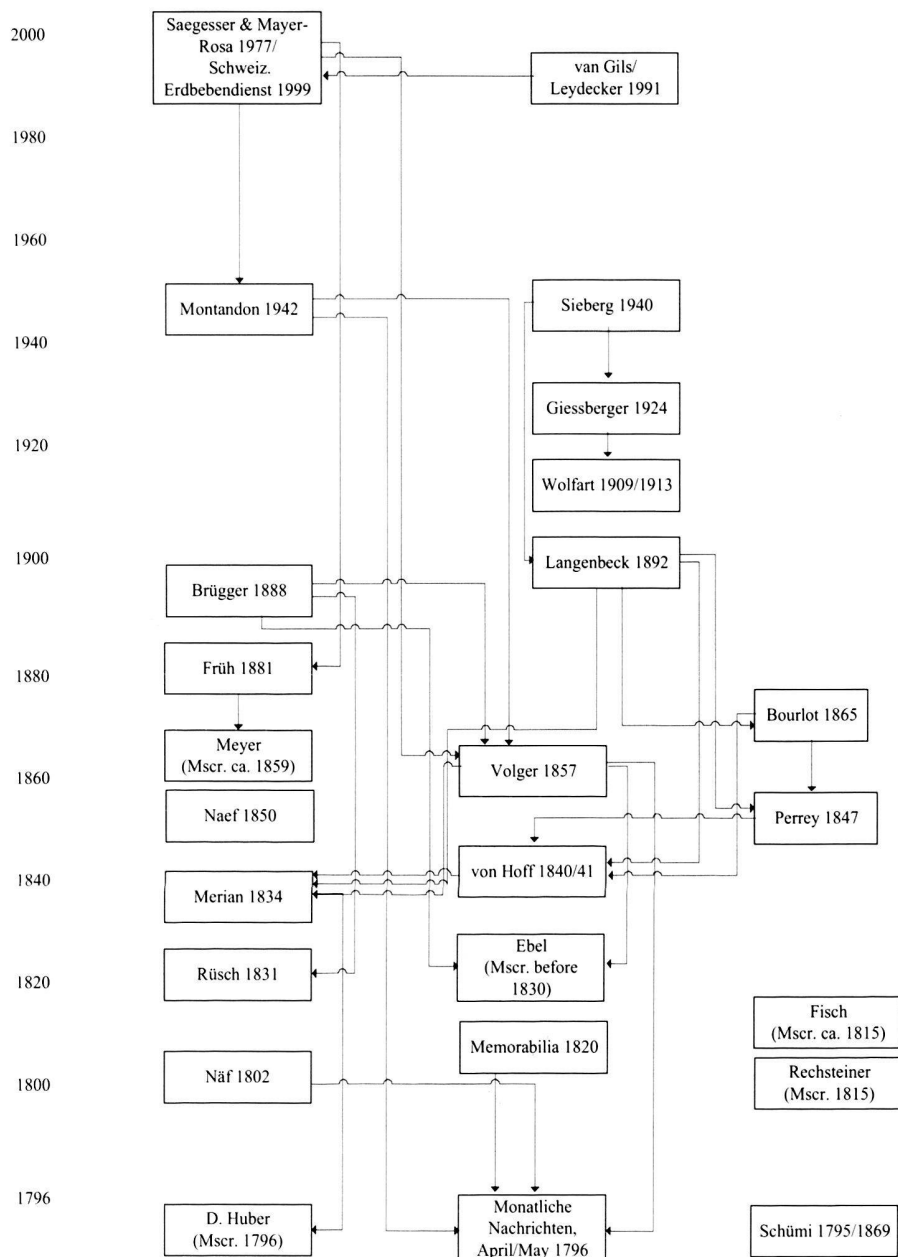 2000
Saegesser & Mayer-
Rosa 1977/
Schweiz.
Erdbebendienst 1999
van Gils/
Leydecker 1991
1980
1960
Montandon 1942
Sieberg 1940
1940
Giessberger 1924
1920
Wolfart 1909/1913
1900
Langenbeck 1892
Brügger 1888
Früh 1881
1880
Bourlot 1865
Meyer
(Mscr. ca. 1859)
Volger 1857
1860
Naef 1850
Perrey 1847
von Hoff 1840/41
1840
Merian 1834
Ebel
(Mscr. before
1830)
Rüsch 1831
1820
Fisch
(Mscr. ca. 1815)
Memorabilia 1820
Rechsteiner
(Mscr. 1815)
Näf 1802
1800
1796
D. Huber
(Mscr. 1796)
Monatliche
Nachrichten,
April/May 1796
Schümi 1795/1869